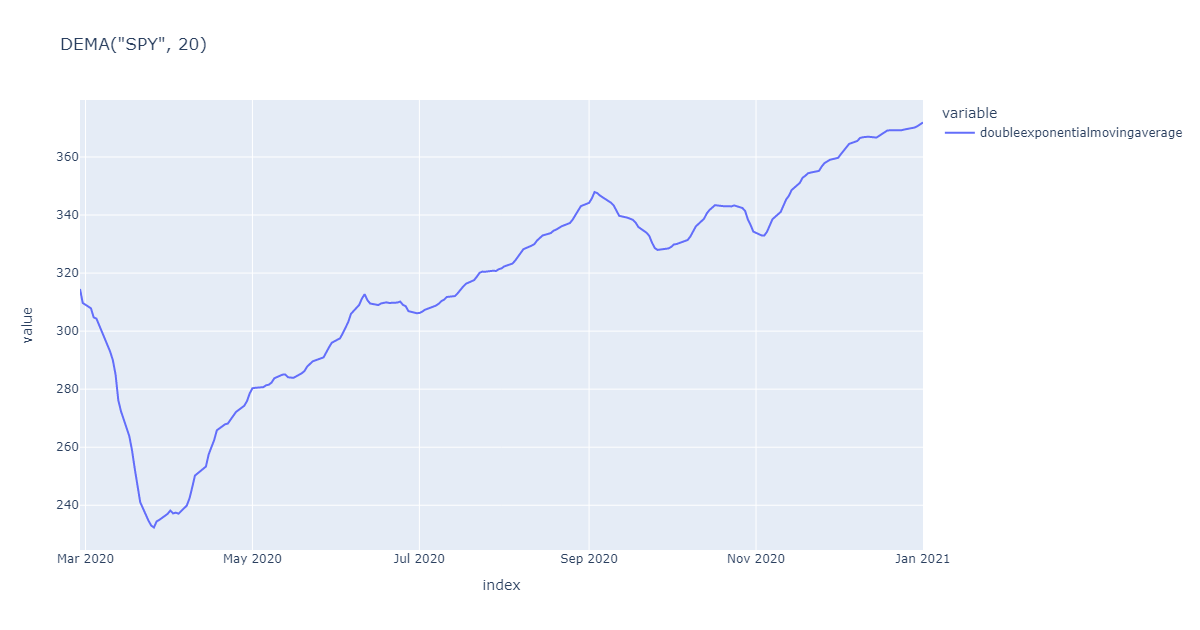 DEMA("SPY", 20)
variable
doubleexponentialmovingaverage
value
360
340
320
300
280
260
240
Mar 2020
May 2020
Jul 2020
Sep 2020
Nov 2020
Jan 2021
index